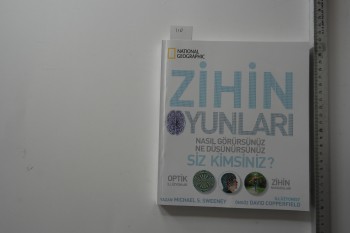 NATIONAL
GEOGRAPHIC
ZİHİN
OYUNLARI
NASIL GÖRÜRSÜNÜZ
NE DÜŞÜNÜRSÜNÜZ
SİZ KİMSİNİZ?
OPTİK
ZİHİN
YAZAN MICHAEL S. SWEENEY
DAVID COPPERFIELD